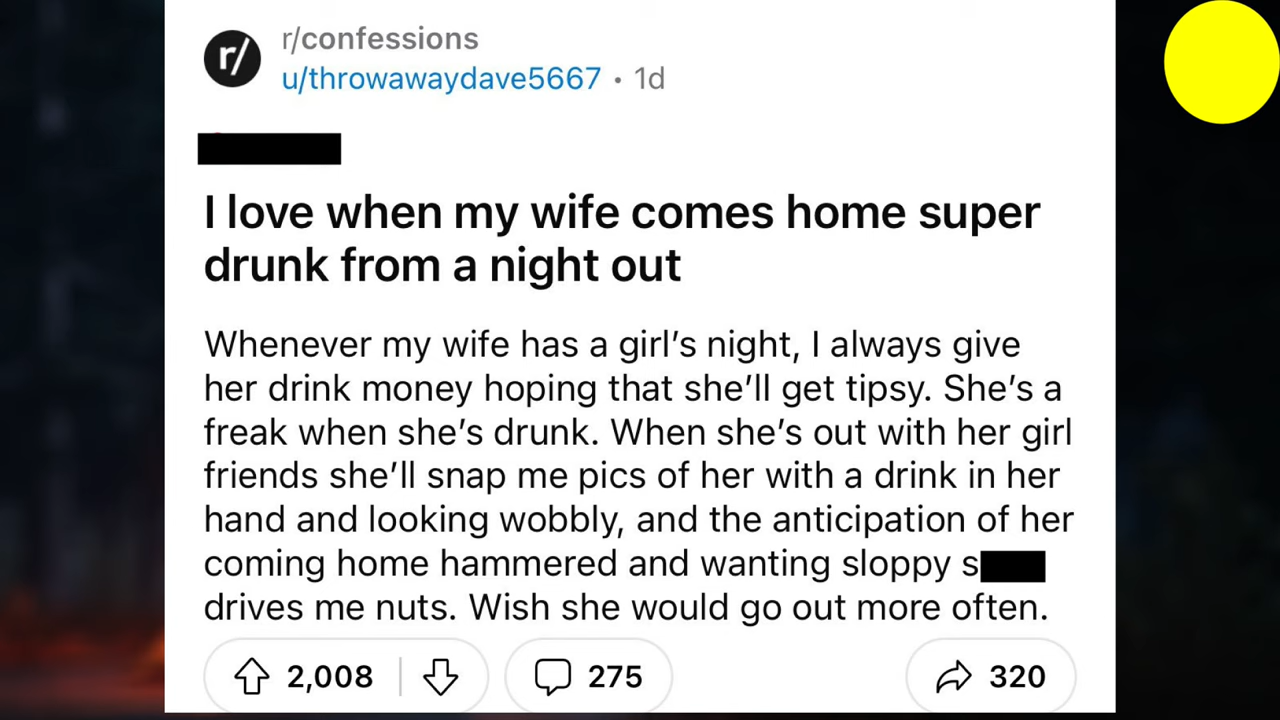 r/
r/confessions
u/throwawaydave5667 • 1d
I love when my wife comes home super
drunk from a night out
Whenever my wife has a girl’s night, I always give
her drink money hoping that she’ll get tipsy. She’s a
freak when she’s drunk. When she’s out with her girl
friends she’ll snap me pics of her with a drink in her
hand and looking wobbly, and the anticipation of her
coming home hammered and wanting sloppy s
drives me nuts. Wish she would go out more often.
2,008
275
320